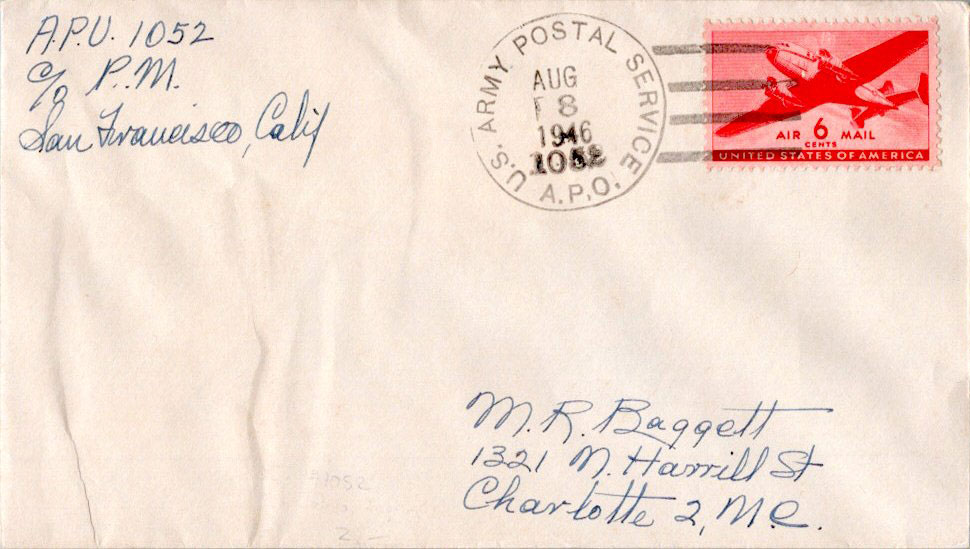 A.P.U. 1052
c/o P.M.
San Francisco, Calif
U.S. ARMY POSTAL SERVICE
AUG
8
1946
1052
A.P.O.
AIR 6 MAIL
CENTS
UNITED STATES OF AMERICA
M. R. Baggett
1321 N. Harrill St
Charlotte 2, N.C.